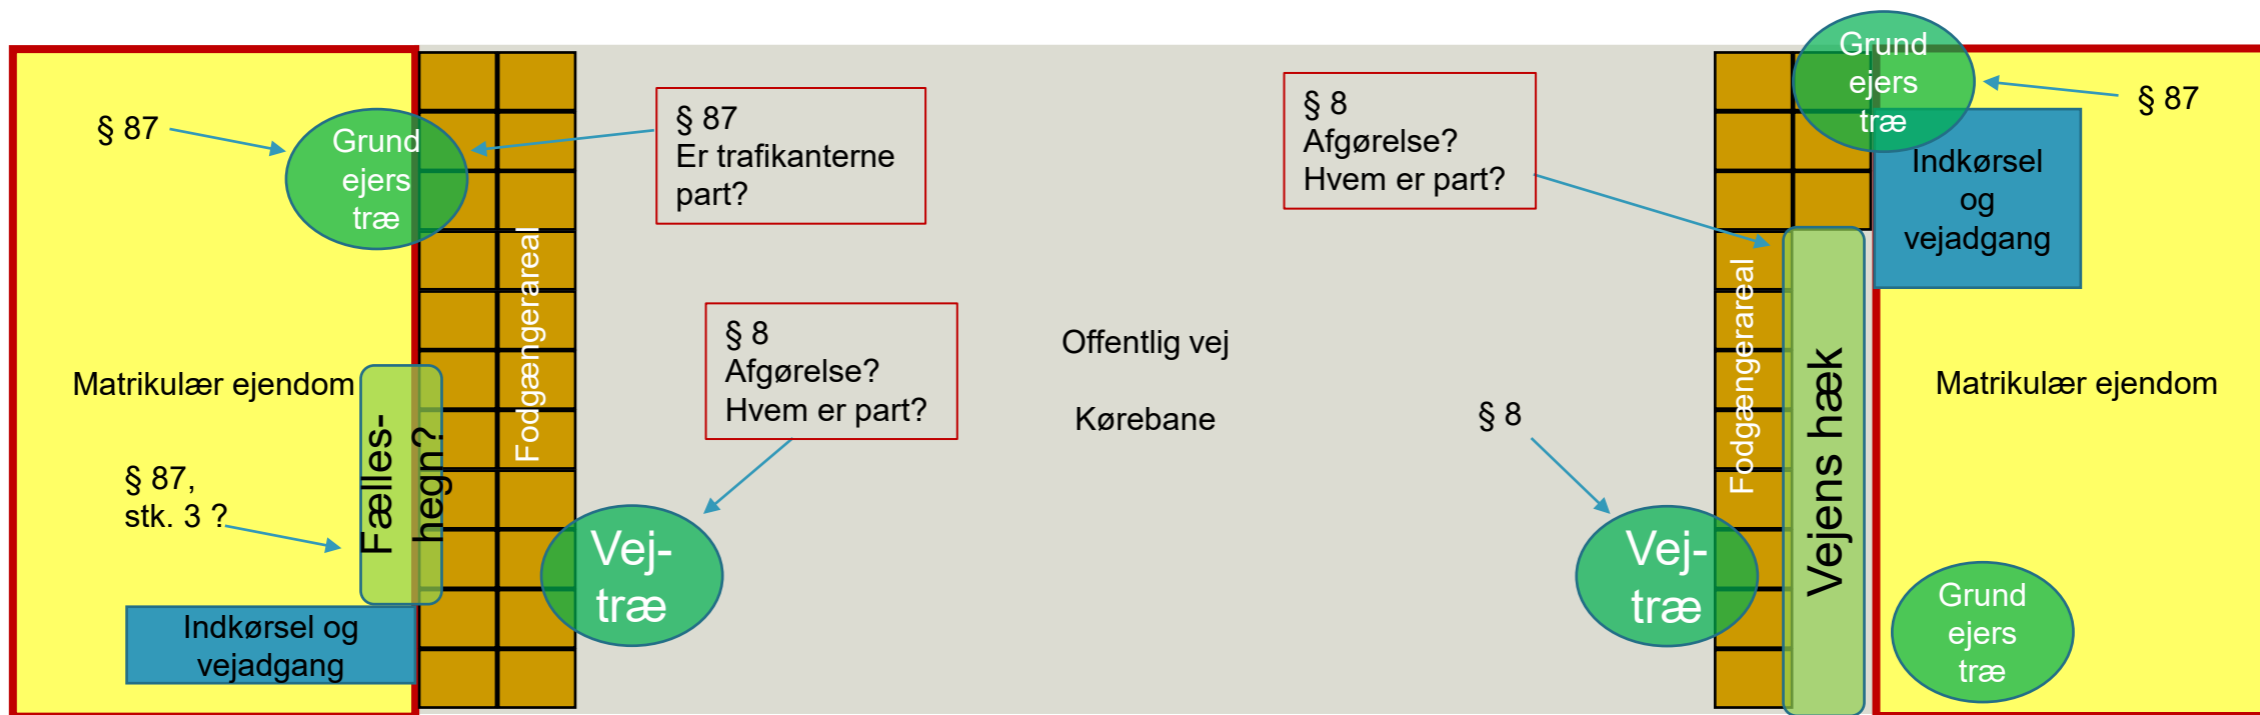 § 87
Grund
ejers
træ
§ 87
Er trafikanterne
part?
Fodgængerareal
§ 8
Afgørelse?
Hvem er part?
Matrikulær ejendom
Fælles-
hegn?
§ 87,
stk. 3 ?
Indkørsel og
vejadgang
Vej-
træ
Offentlig vej
Kørebane
§ 8
Afgørelse?
Hvem er part?
§ 8
Vej-
træ
Fodgængerareal
Vejens hæk
Grund
ejers
træ
§ 87
Indkørsel
og
vejadgang
Matrikulær ejendom
Grund
ejers
træ